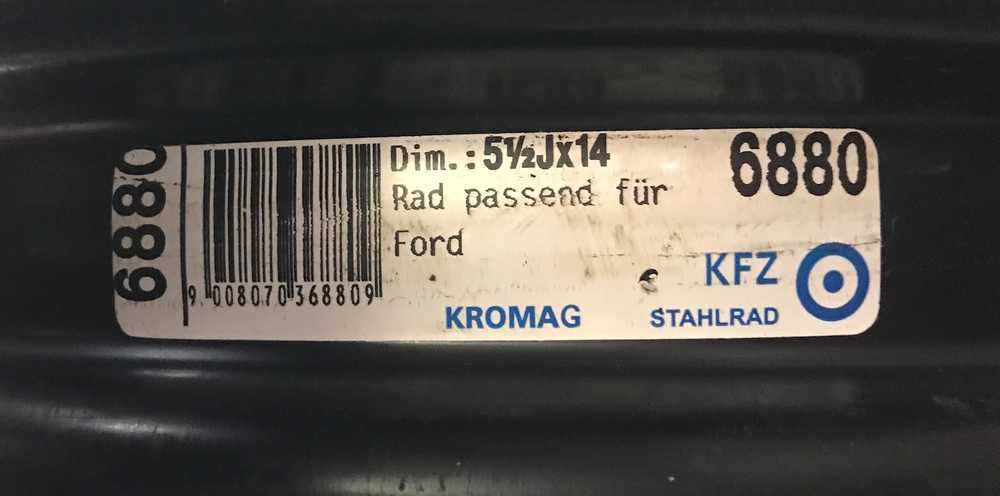 6880
9 008070 368809
Dim.: 5½Jx14
Rad passend für
Ford
6880
KFZ
KROMAG
STAHLRAD